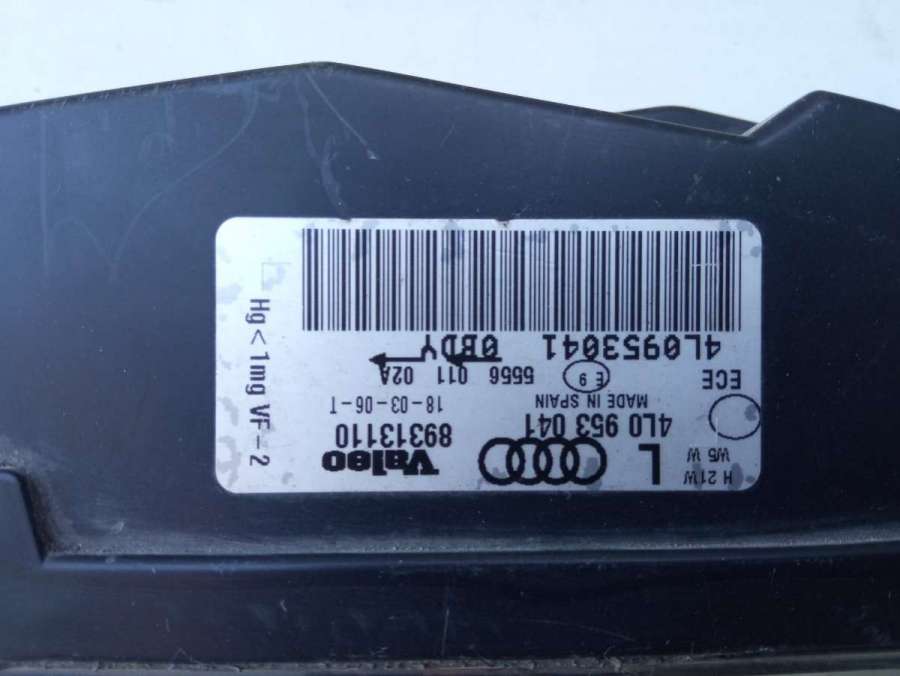 H 21W
W5 W
L
Valeo
4L0 953 041
89313110
MADE IN SPAIN
18-03-06-T
ECE
E 9
5556
011
02A
4L0953041 0BDY
Hg < 1mg VF-2